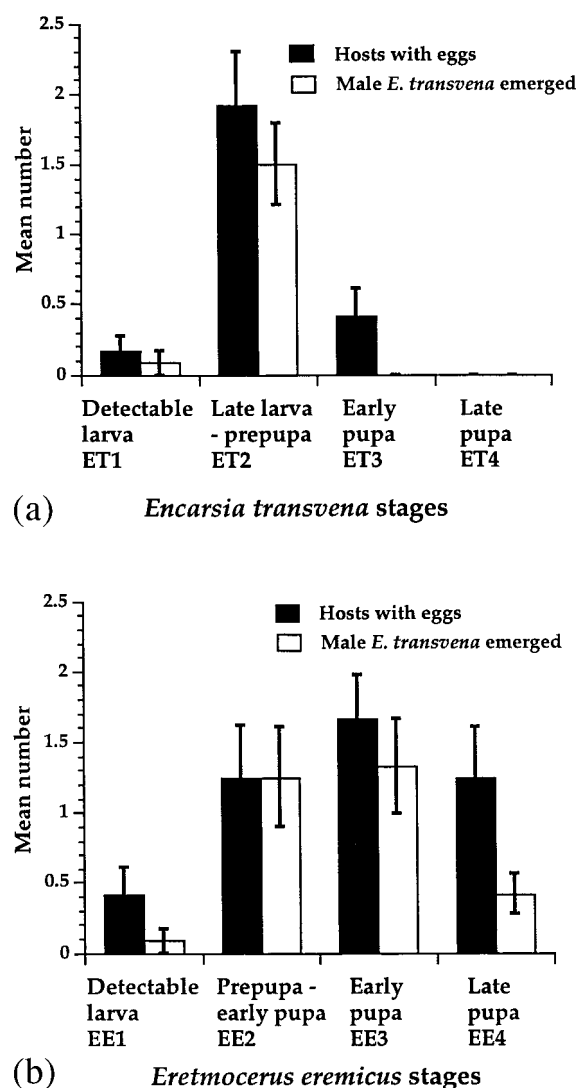 2.5
2
1.5
1
0.5
0
Mean number
Hosts with eggs
Male E. transvena emerged
Detectable larva ET1
Late larva - prepupa ET2
Early pupa ET3
Late pupa ET4
(a) Encarsia transvena stages
2.5
2
1.5
1
0.5
0
Mean number
Hosts with eggs
Male E. transvena emerged
Detectable larva EE1
Prepupa - early pupa EE2
Early pupa EE3
Late pupa EE4
(b) Eretmocerus eremicus stages